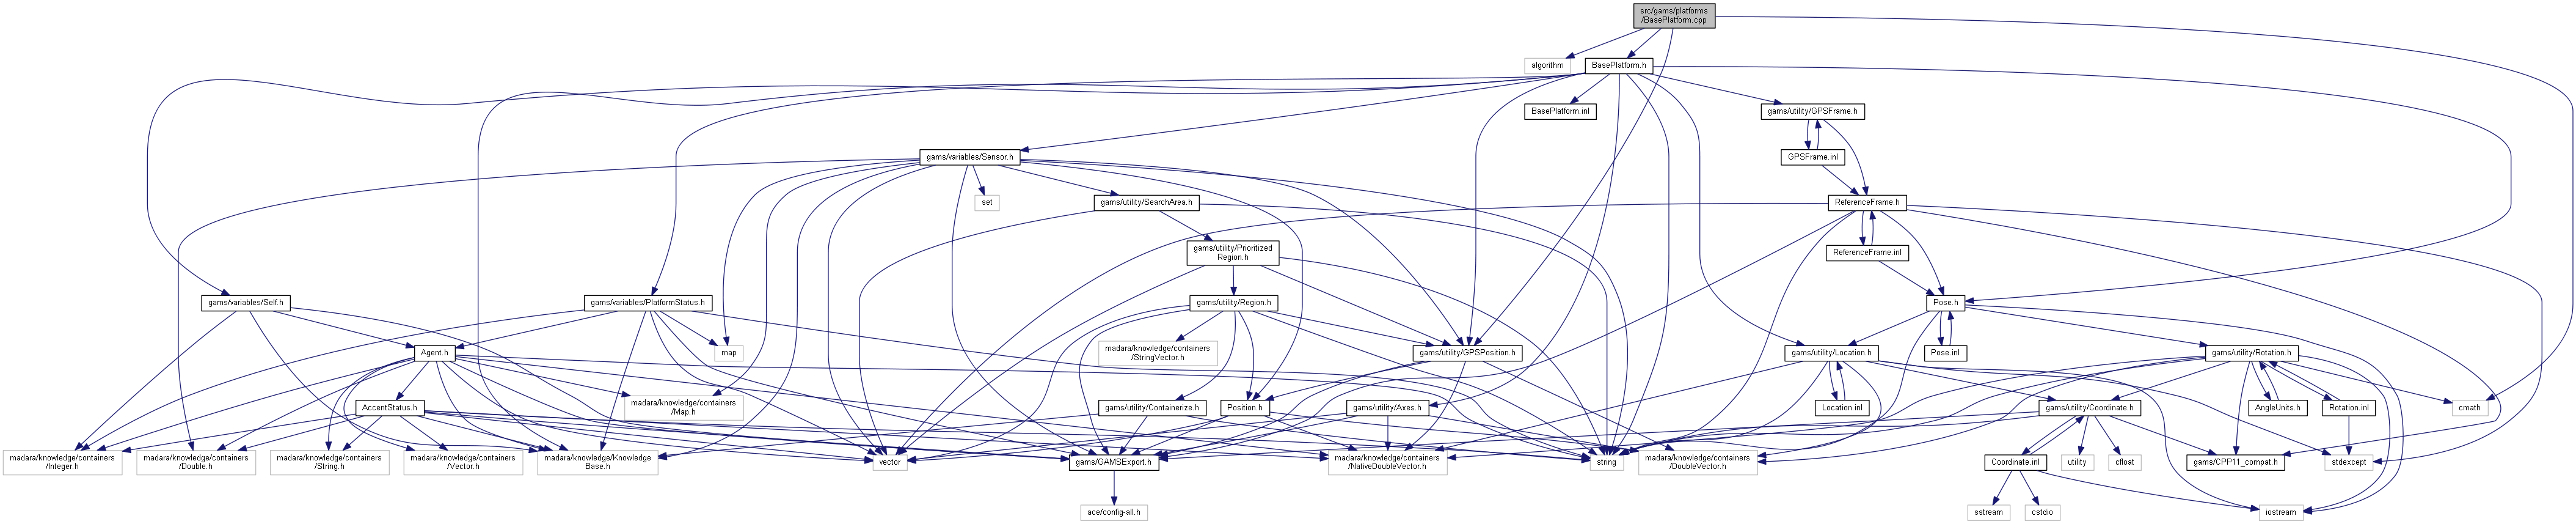 src/gams/platforms
/BasePlatform.cpp
algorithm
BasePlatform.h
BasePlatform.inl
gams/utility/GPSFrame.h
gams/variables/Sensor.h
GPSFrame.inl
set
gams/utility/SearchArea.h
ReferenceFrame.h
gams/utility/Prioritized
Region.h
ReferenceFrame.inl
gams/variables/Self.h
gams/variables/PlatformStatus.h
gams/utility/Region.h
Pose.h
Agent.h
map
madara/knowledge/containers
/StringVector.h
gams/utility/GPSPosition.h
gams/utility/Location.h
Pose.inl
gams/utility/Rotation.h
AccentStatus.h
madara/knowledge/containers
/Map.h
gams/utility/Containerize.h
Position.h
gams/utility/Axes.h
Location.inl
gams/utility/Coordinate.h
AngleUnits.h
Rotation.inl
cmath
madara/knowledge/containers
/Integer.h
madara/knowledge/containers
/Double.h
madara/knowledge/containers
/String.h
madara/knowledge/containers
/Vector.h
madara/knowledge/Knowledge
Base.h
vector
gams/GAMSExport.h
madara/knowledge/containers
/NativeDoubleVector.h
string
madara/knowledge/containers
/DoubleVector.h
Coordinate.inl
utility
cfloat
gams/CPP11_compat.h
stdexcept
ace/config-all.h
sstream
cstdio
iostream